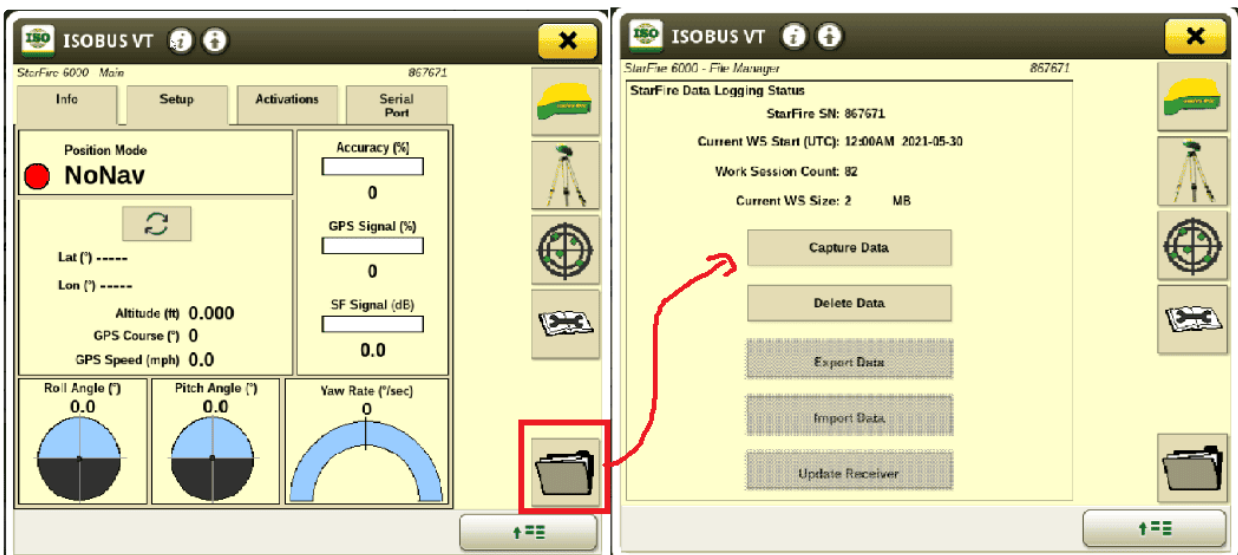 ISO ISOBUS VT
StarFire 6000 - Main 867671
Info Setup Activations Serial Port
Position Mode
NoNav
Lat (°) -----
Lon (°) -----
Altitude (ft) 0.000
GPS Course (°) 0
GPS Speed (mph) 0.0
Accuracy (%)
0
GPS Signal (%)
0
SF Signal (dB)
0.0
Roll Angle (°)
0.0
Pitch Angle (°)
0.0
Yaw Rate (°/sec)
0
ISO ISOBUS VT
StarFire 6000 - File Manager 867671
StarFire Data Logging Status
StarFire SN: 867671
Current WS Start (UTC): 12:00AM 2021-05-30
Work Session Count: 82
Current WS Size: 2 MB
Capture Data
Delete Data
Export Data
Import Data
Update Receiver